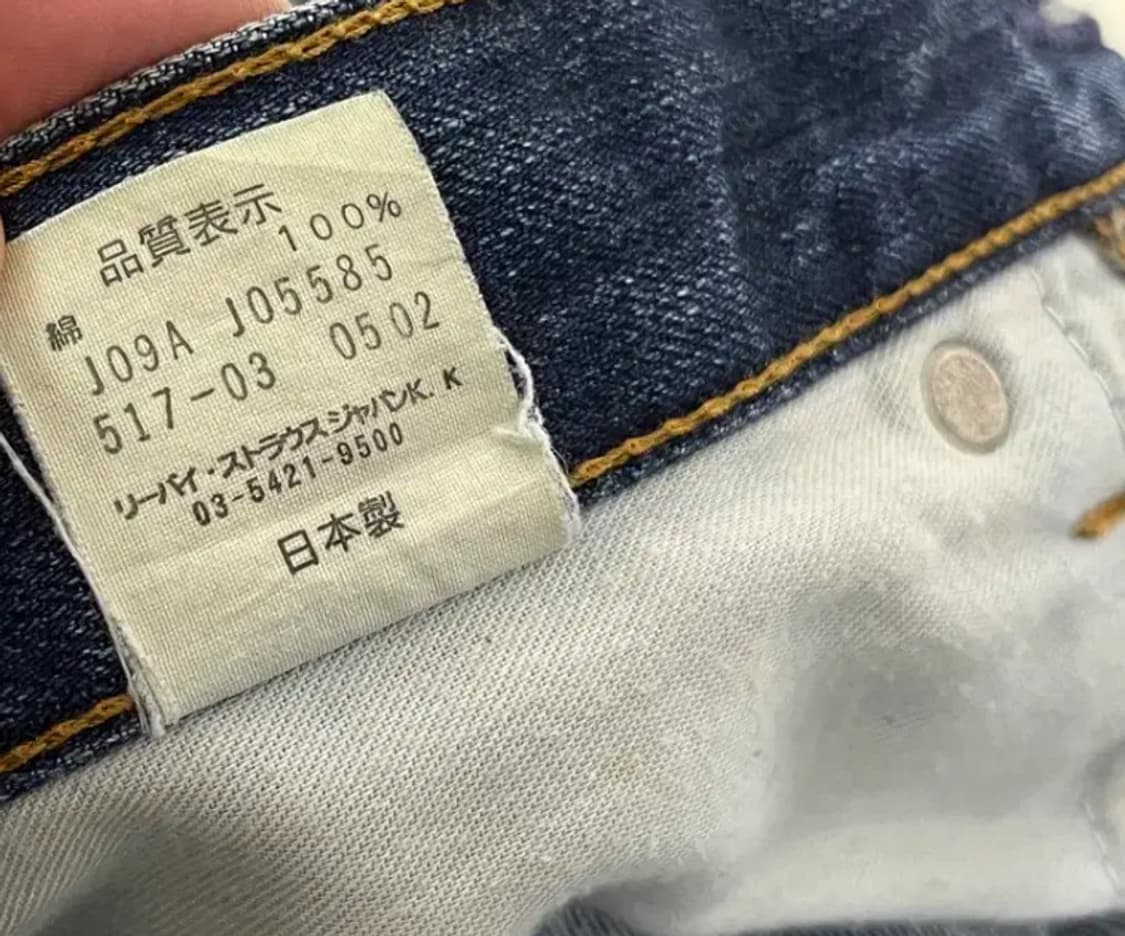 品質表示
綿 100%
J09A J05585
517-03 0502
リーバイ・ストラウスジャパンK.K
03-5421-9500
日本製